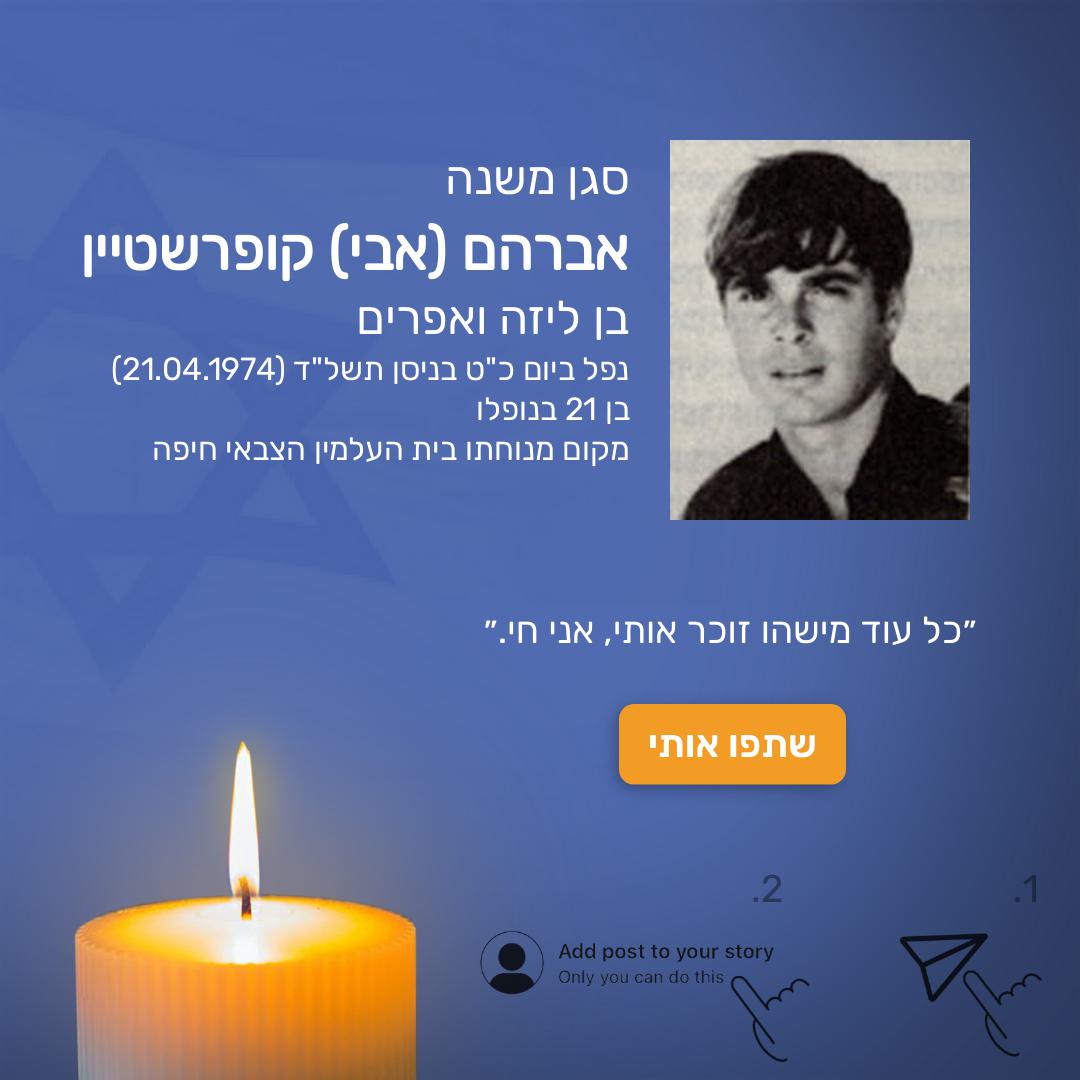 סגן משנה
אברהם (אבי) קופרשטיין
בן ליזה ואפרים
נפל ביום כ"ט בניסן תשל"ד (21.04.1974)
בן 21 בנופלו
מקום מנוחתו בית העלמין הצבאי חיפה
״כל עוד מישהו זוכר אותי, אני חי.״
שתפו אותי
1.
2.
Add post to your story
Only you can do this